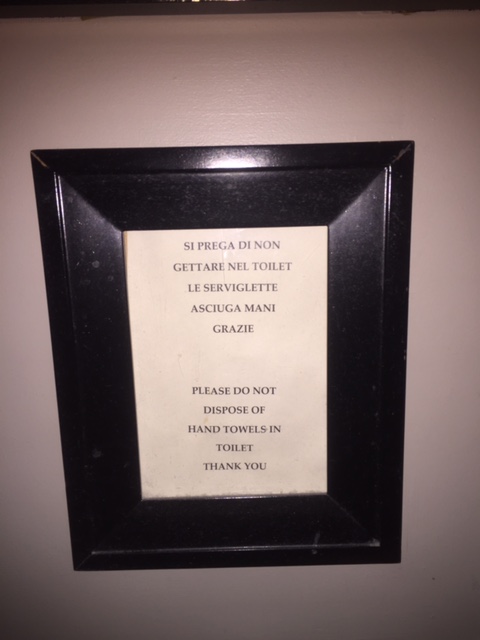 SI PREGA DI NON
GETTARE NEL TOILET
LE SERVIGLETTE
ASCIUGA MANI
GRAZIE
PLEASE DO NOT
DISPOSE OF
HAND TOWELS IN
TOILET
THANK YOU